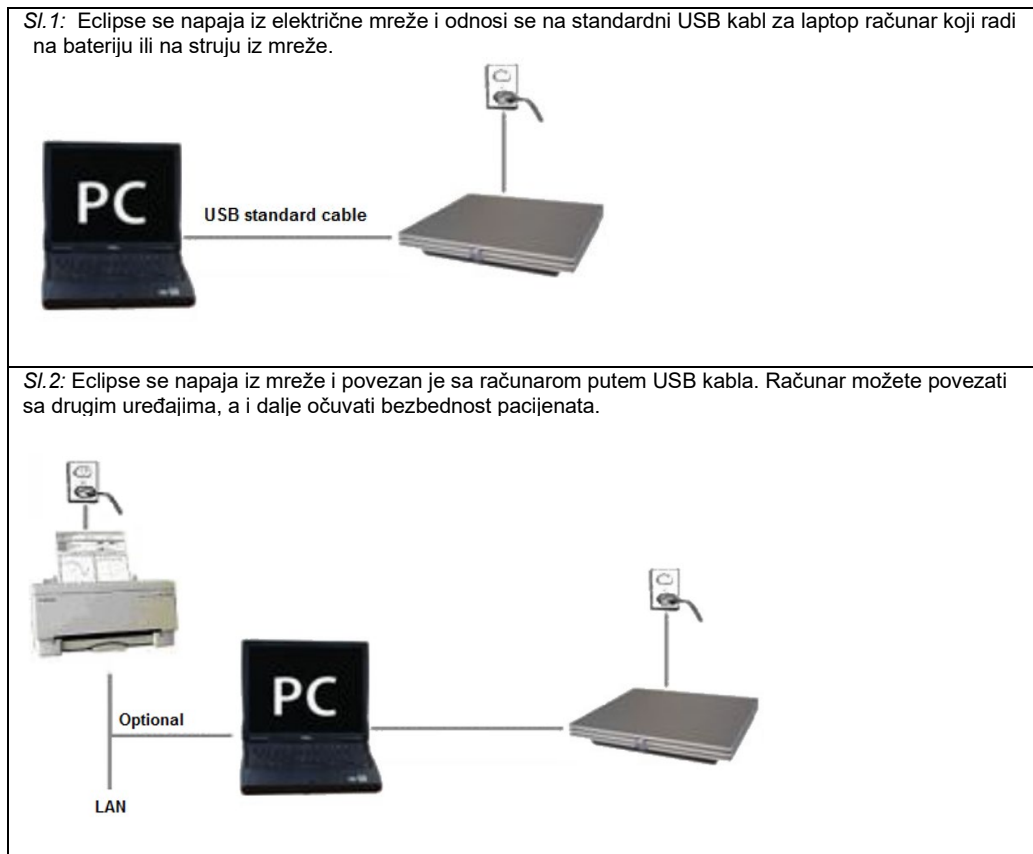 Sl.1: Eclipse se napaja iz električne mreže i odnosi se na standardni USB kabl za laptop računar koji radi
na bateriju ili na struju iz mreže.
PC
USB standard cable
Sl.2: Eclipse se napaja iz mreže i povezan je sa računarom putem USB kabla. Računar možete povezati
sa drugim uređajima, a i dalje očuvati bezbednost pacijenata.
PC
Optional
LAN